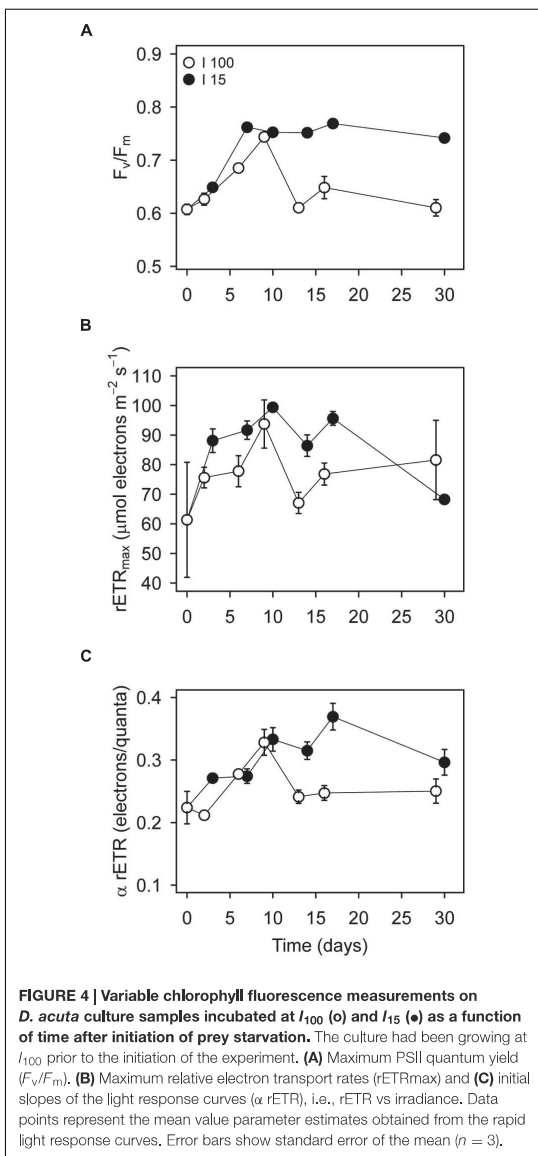 A
0.9
0.8
0.7
0.6
0.5
F_v/F_m
I 100
I 15
0 5 10 15 20 25 30
B
110
100
90
80
70
60
50
40
rETR_max (μmol electrons m⁻² s⁻¹)
0 5 10 15 20 25 30
C
0.4
0.3
0.2
0.1
α rETR (electrons/quanta)
0 5 10 15 20 25 30
Time (days)
FIGURE 4 | Variable chlorophyll fluorescence measurements on
D. acuta culture samples incubated at I₁₀₀ (o) and I₁₅ (●) as a function
of time after initiation of prey starvation. The culture had been growing at
I₁₀₀ prior to the initiation of the experiment. (A) Maximum PSII quantum yield
(F_v/F_m). (B) Maximum relative electron transport rates (rETRmax) and (C) initial
slopes of the light response curves (α rETR), i.e., rETR vs irradiance. Data
points represent the mean value parameter estimates obtained from the rapid
light response curves. Error bars show standard error of the mean (n = 3).